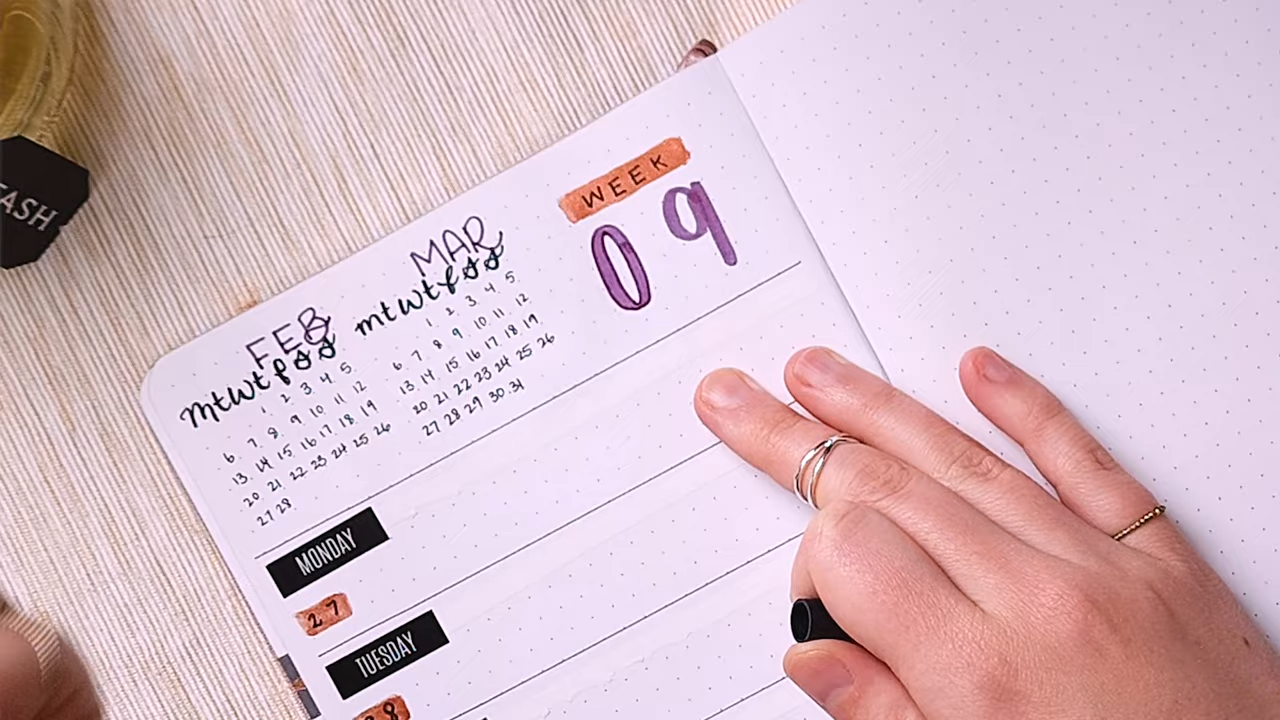 FEB
mtwtfss
1 2 3 4 5
6 7 8 9 10 11 12
13 14 15 16 17 18 19
20 21 22 23 24 25 26
27 28
MAR
mtwtfss
1 2 3 4 5
6 7 8 9 10 11 12
13 14 15 16 17 18 19
20 21 22 23 24 25 26
27 28 29 30 31
WEEK
09
MONDAY
27
TUESDAY
28